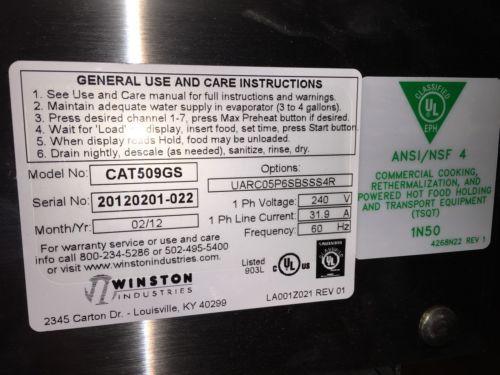 GENERAL USE AND CARE INSTRUCTIONS
1. See Use and Care manual for full instructions and warnings.
2. Maintain adequate water supply in evaporator (3 to 4 gallons).
3. Press desired channel 1-7, press Max Preheat button if desired.
4. Wait for 'Load' display, insert food, set time, press Start button.
5. When display reads Hold, food may be unloaded.
6. Drain nightly, descale (as needed), sanitize, rinse, dry.
Model No: CAT509GS
Options:
UARC05P6SBSSS4R
Serial No: 20120201-022
1 Ph Voltage: 240 V
Month/Yr: 02/12
1 Ph Line Current: 31.9 A
Frequency: 60 Hz
For warranty service or use and care
info call 800-234-5286 or 502-495-5400
or visit www.winstonindustries.com
WINSTON
INDUSTRIES
Listed
903L
C UL US
2345 Carton Dr. - Louisville, KY 40299
LA001Z021 REV 01
CLASSIFIED
UL
EPH
ANSI/NSF 4
COMMERCIAL COOKING,
RETHERMALIZATION, AND
POWERED HOT FOOD HOLDING
AND TRANSPORT EQUIPMENT
(TSQT)
1N50
4268N22 REV 1